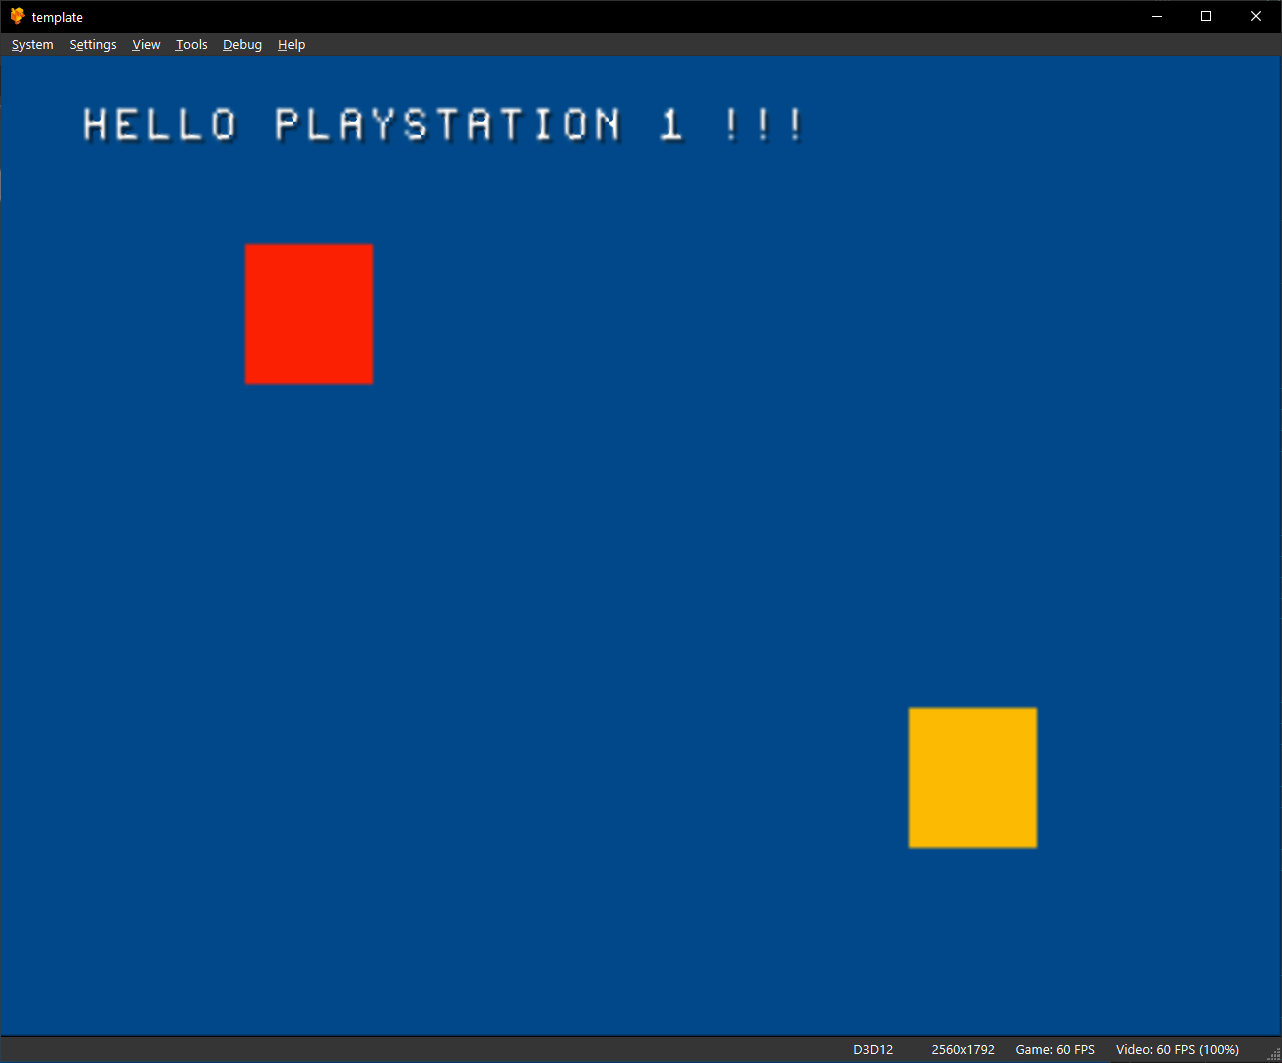 template
System Settings View Tools Debug Help
HELLO PLAYSTATION 1 !!!
D3D12 2560x1792 Game: 60 FPS Video: 60 FPS (100%)